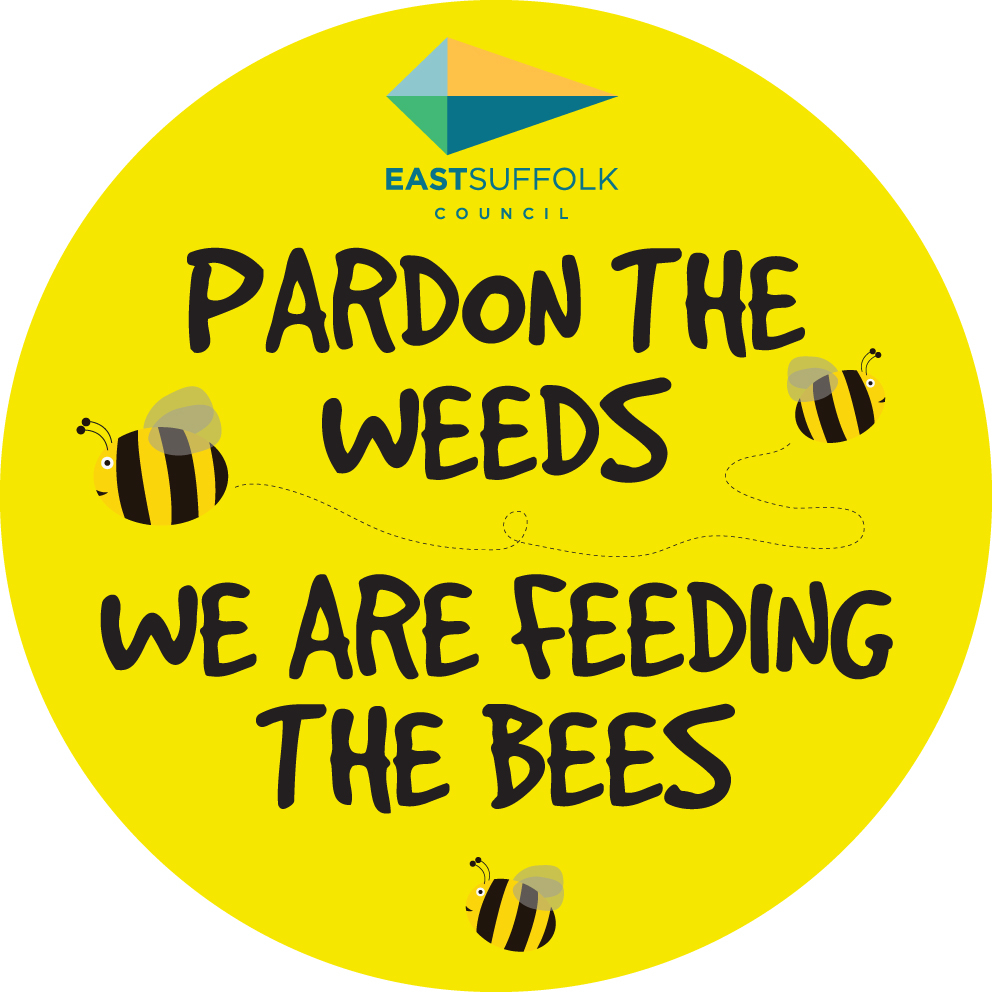 EASTSUFFOLK
COUNCIL
PARDON THE
WEEDS
WE ARE FEEDING
THE BEES